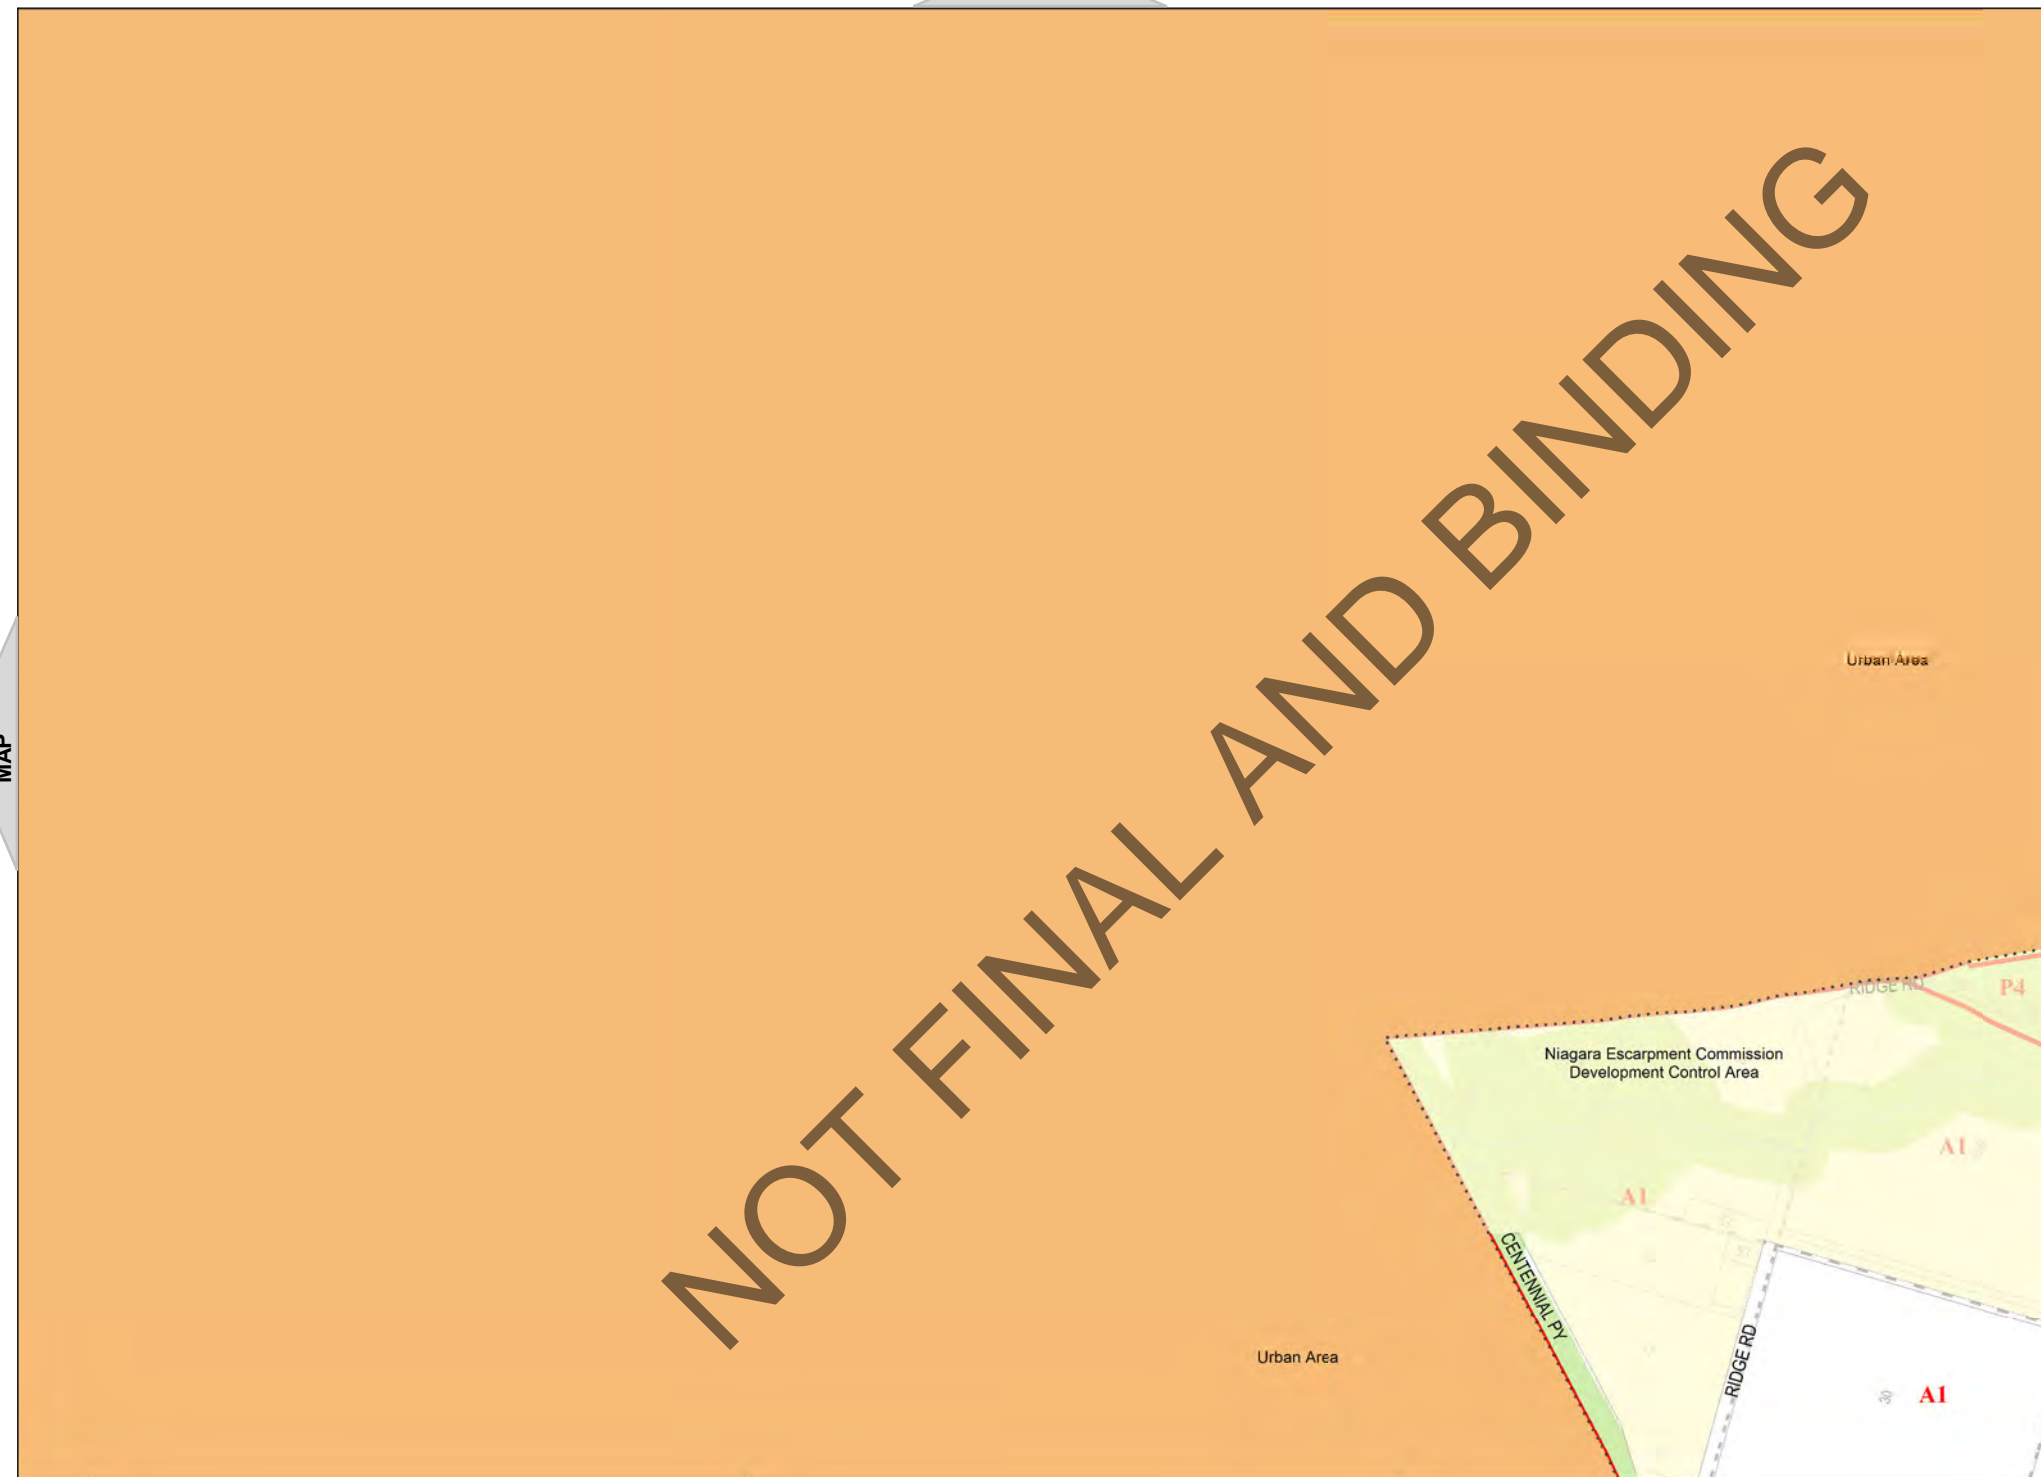 MAP
NOT FINAL AND BINDING
Urban Area
RIDGE RD
P4
Niagara Escarpment Commission
Development Control Area
A1
A1
CENTENNIAL PY
RIDGE RD
Urban Area
30
A1